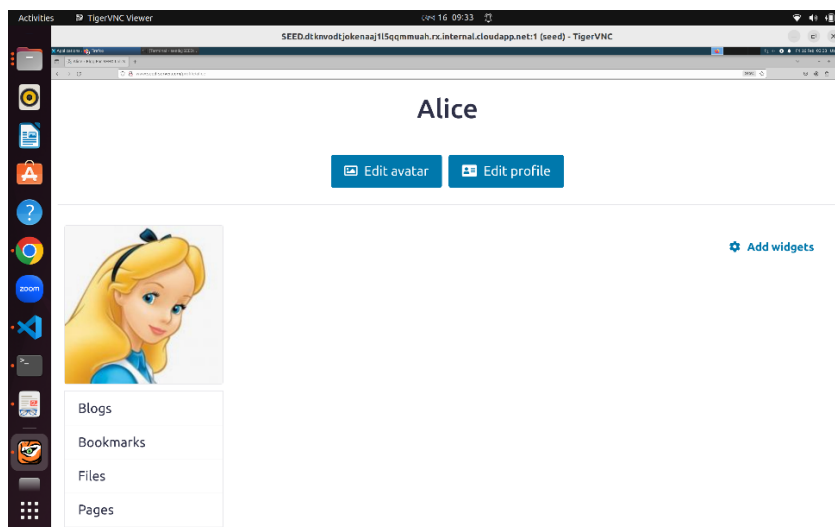 Activities
TigerVNC Viewer
16 09:33
SEED.dtknvodtjokenaaj1l5qqmmuah.rx.internal.cloudapp.net:1 (seed) - TigerVNC
Alice
Edit avatar
Edit profile
Add widgets
zoom
Blogs
Bookmarks
Files
Pages